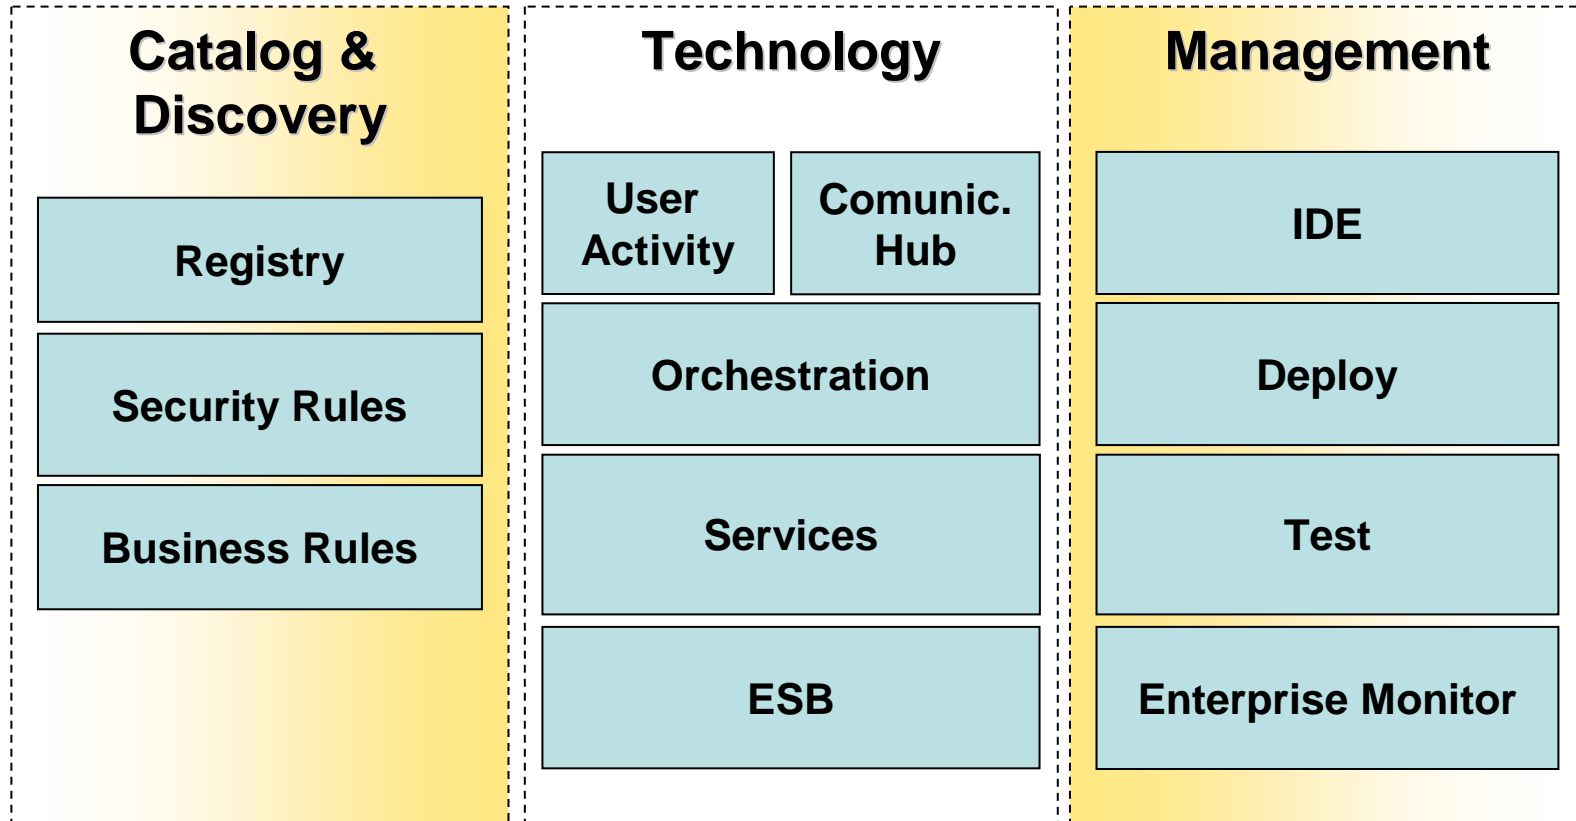 Catalog &
Discovery
Registry
Security Rules
Business Rules
Technology
User
Activity
Comunic.
Hub
Orchestration
Services
ESB
Management
IDE
Deploy
Test
Enterprise Monitor